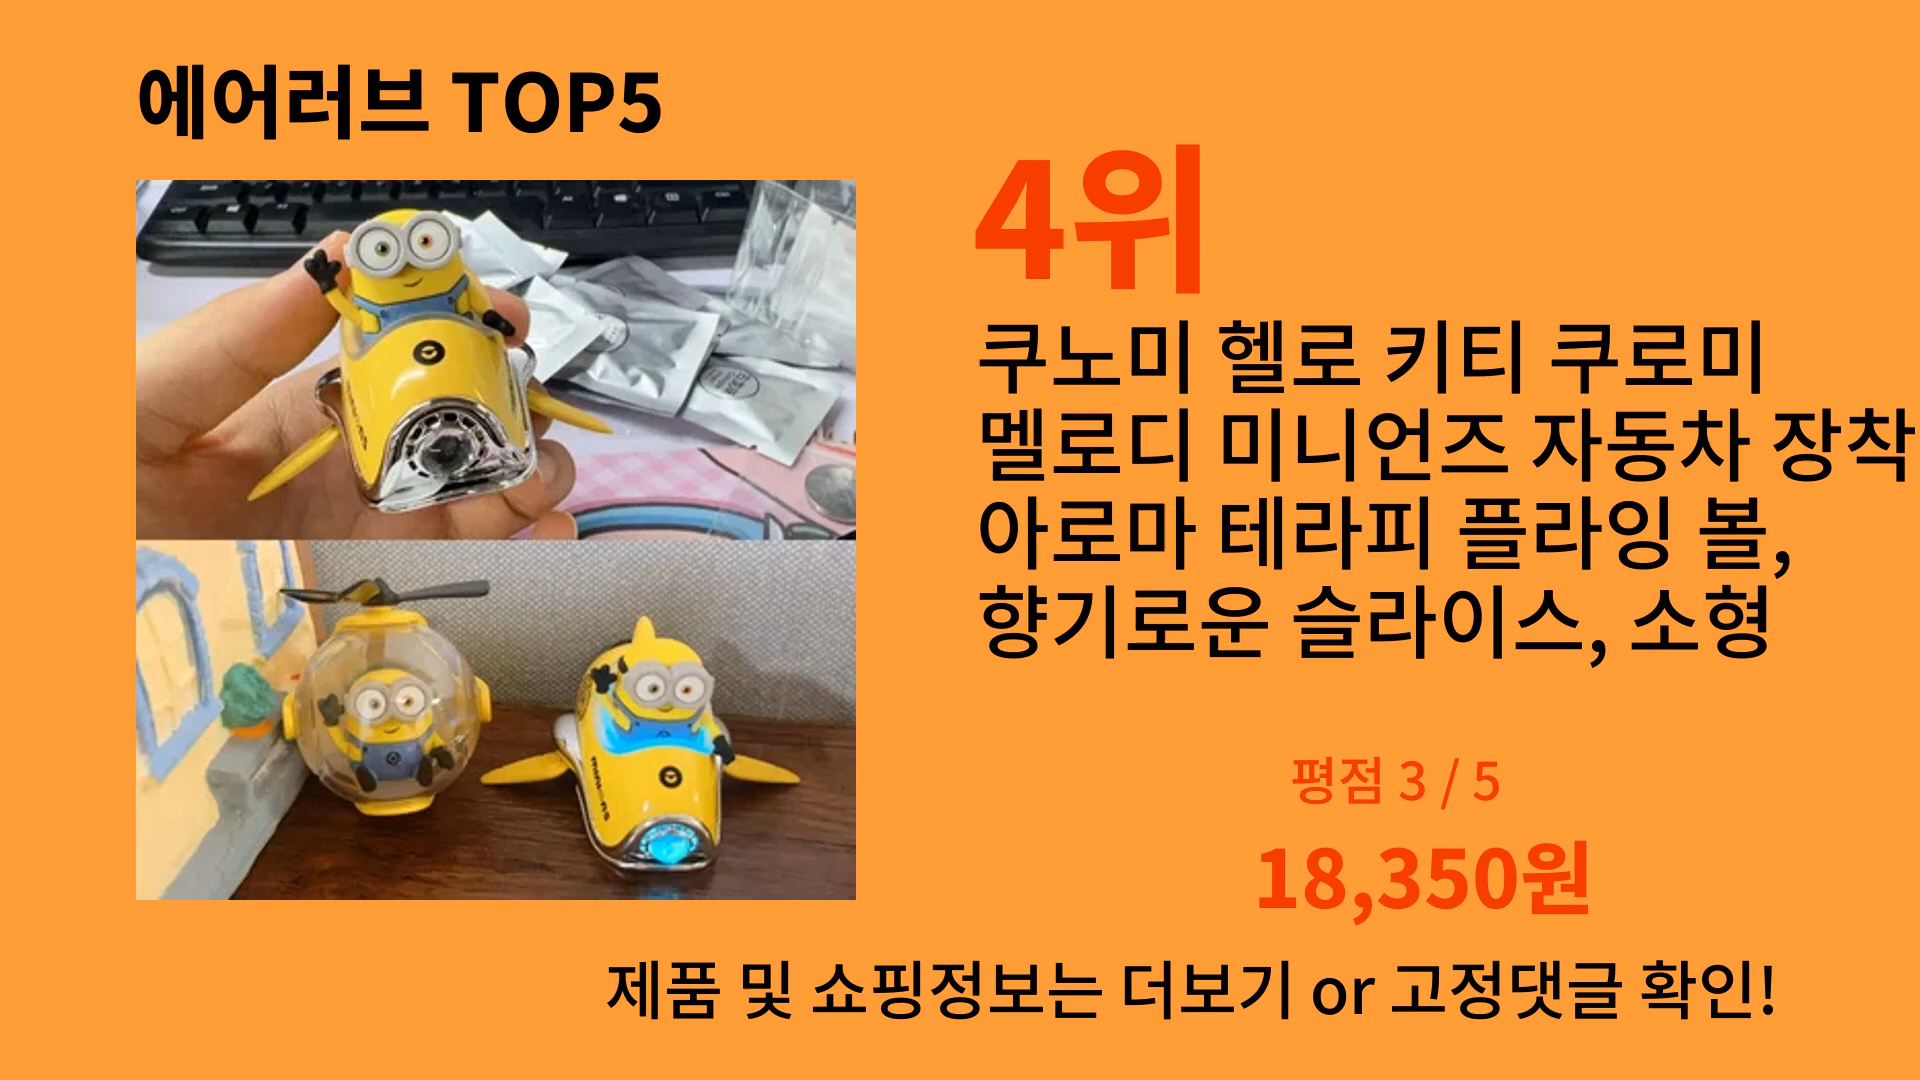 에어러브 TOP5
4위
쿠노미 헬로 키티 쿠로미
멜로디 미니언즈 자동차 장착
아로마 테라피 플라잉 볼,
향기로운 슬라이스, 소형
평점 3 / 5
18,350원
제품 및 쇼핑정보는 더보기 or 고정댓글 확인!